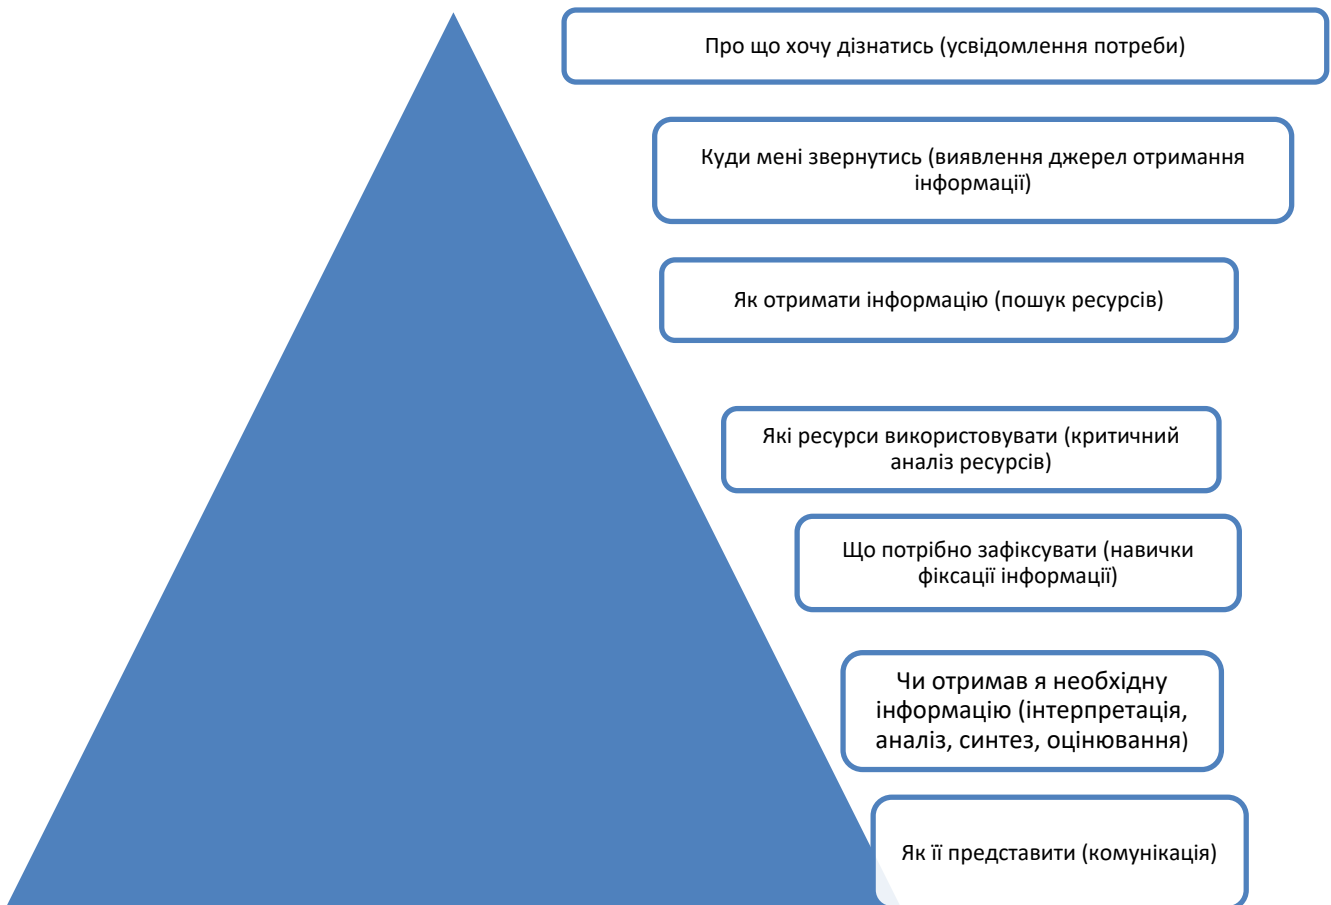 Про що хочу дізнатись (усвідомлення потреби)
Куди мені звернутись (виявлення джерел отримання
інформації)
Як отримати інформацію (пошук ресурсів)
Які ресурси використовувати (критичний
аналіз ресурсів)
Що потрібно зафіксувати (навички
фіксації інформації)
Чи отримав я необхідну
інформацію (інтерпретація,
аналіз, синтез, оцінювання)
Як її представити (комунікація)